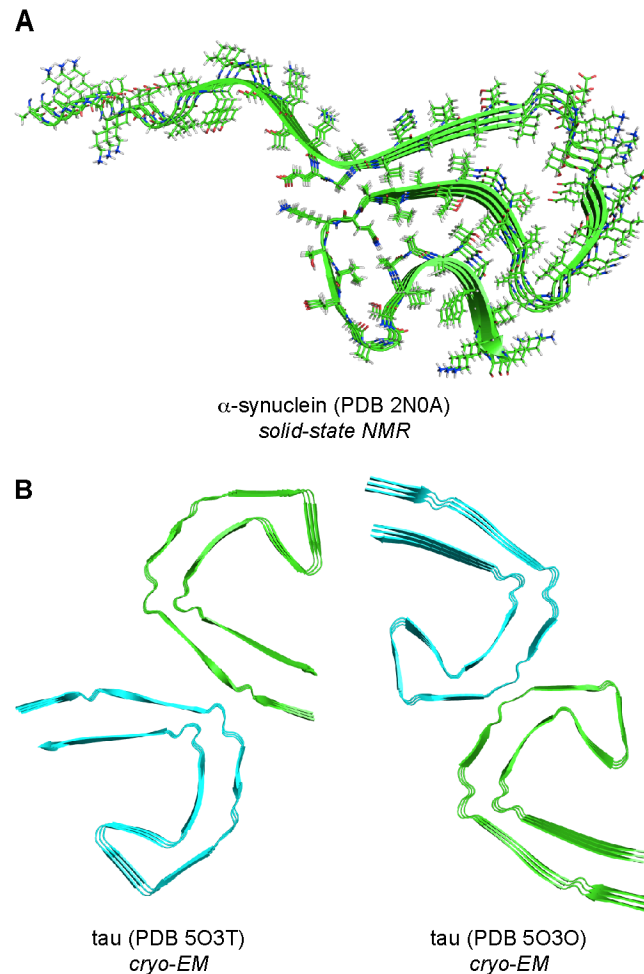 A
α-synuclein (PDB 2N0A)
solid-state NMR
B
tau (PDB 5O3T)
cryo-EM
tau (PDB 5O3O)
cryo-EM